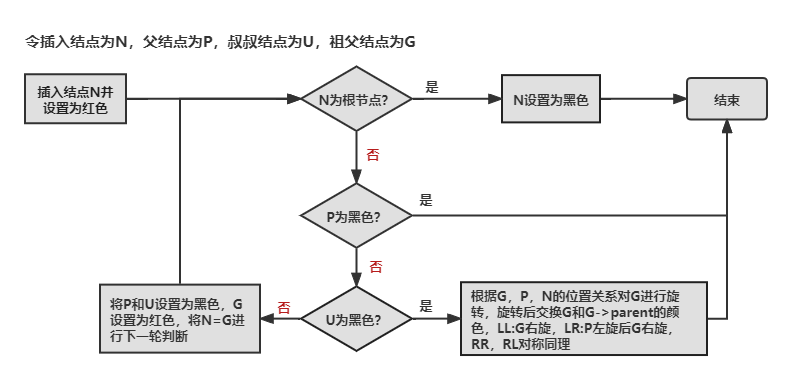 令插入结点为N，父结点为P，叔叔结点为U，祖父结点为G
插入结点N并
设置为红色
N为根节点?
是
N设置为黑色
结束
否
P为黑色?
是
否
将P和U设置为黑色，G
设置为红色，将N=G进
行下一轮判断
否
U为黑色?
是
根据G，P，N的位置关系对G进行旋
转，旋转后交换G和G->parent的颜
色，LL:G右旋，LR:P左旋后G右旋，
RR，RL对称同理